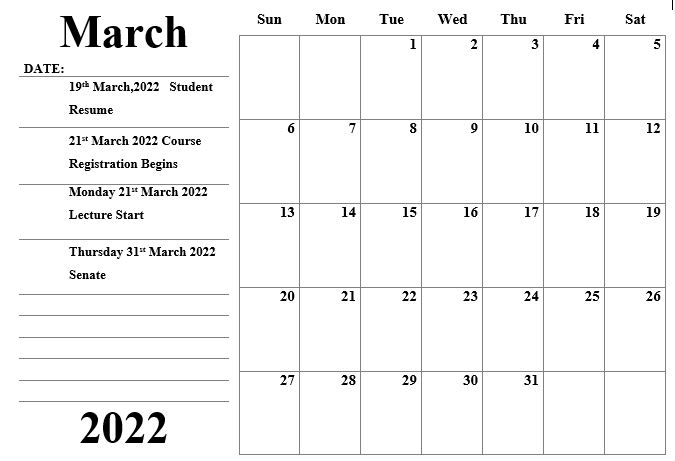 March
DATE:
19th March,2022 Student
Resume
21st March 2022 Course
Registration Begins
Monday 21st March 2022
Lecture Start
Thursday 31st March 2022
Senate
2022
Sun Mon Tue Wed Thu Fri Sat
1 2 3 4 5
6 7 8 9 10 11 12
13 14 15 16 17 18 19
20 21 22 23 24 25 26
27 28 29 30 31